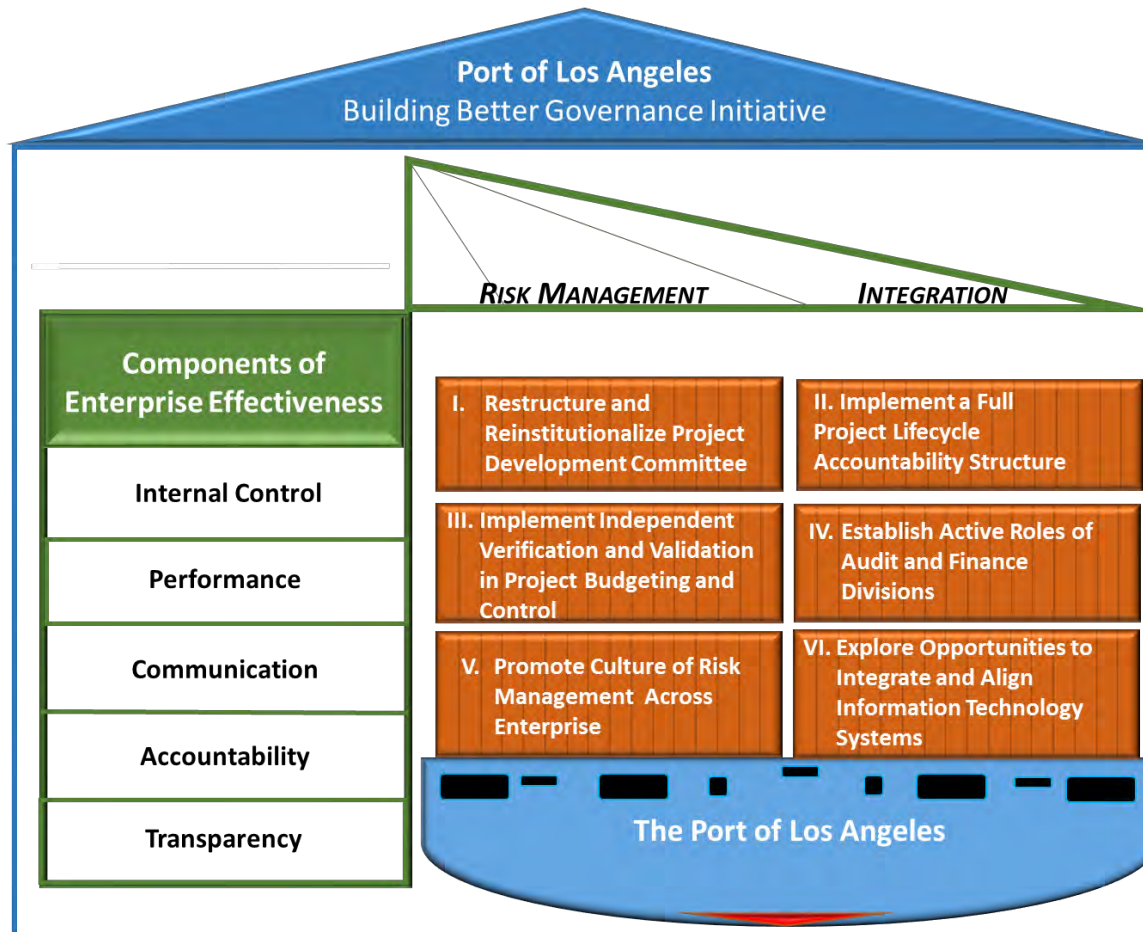 Port of Los Angeles
Building Better Governance Initiative
RISK MANAGEMENT
INTEGRATION
Components of
Enterprise Effectiveness
Internal Control
Performance
Communication
Accountability
Transparency
I. Restructure and
Reinstitutionalize Project
Development Committee
II. Implement a Full
Project Lifecycle
Accountability Structure
III. Implement Independent
Verification and Validation
in Project Budgeting and
Control
IV. Establish Active Roles of
Audit and Finance
Divisions
V. Promote Culture of Risk
Management Across
Enterprise
VI. Explore Opportunities to
Integrate and Align
Information Technology
Systems
The Port of Los Angeles